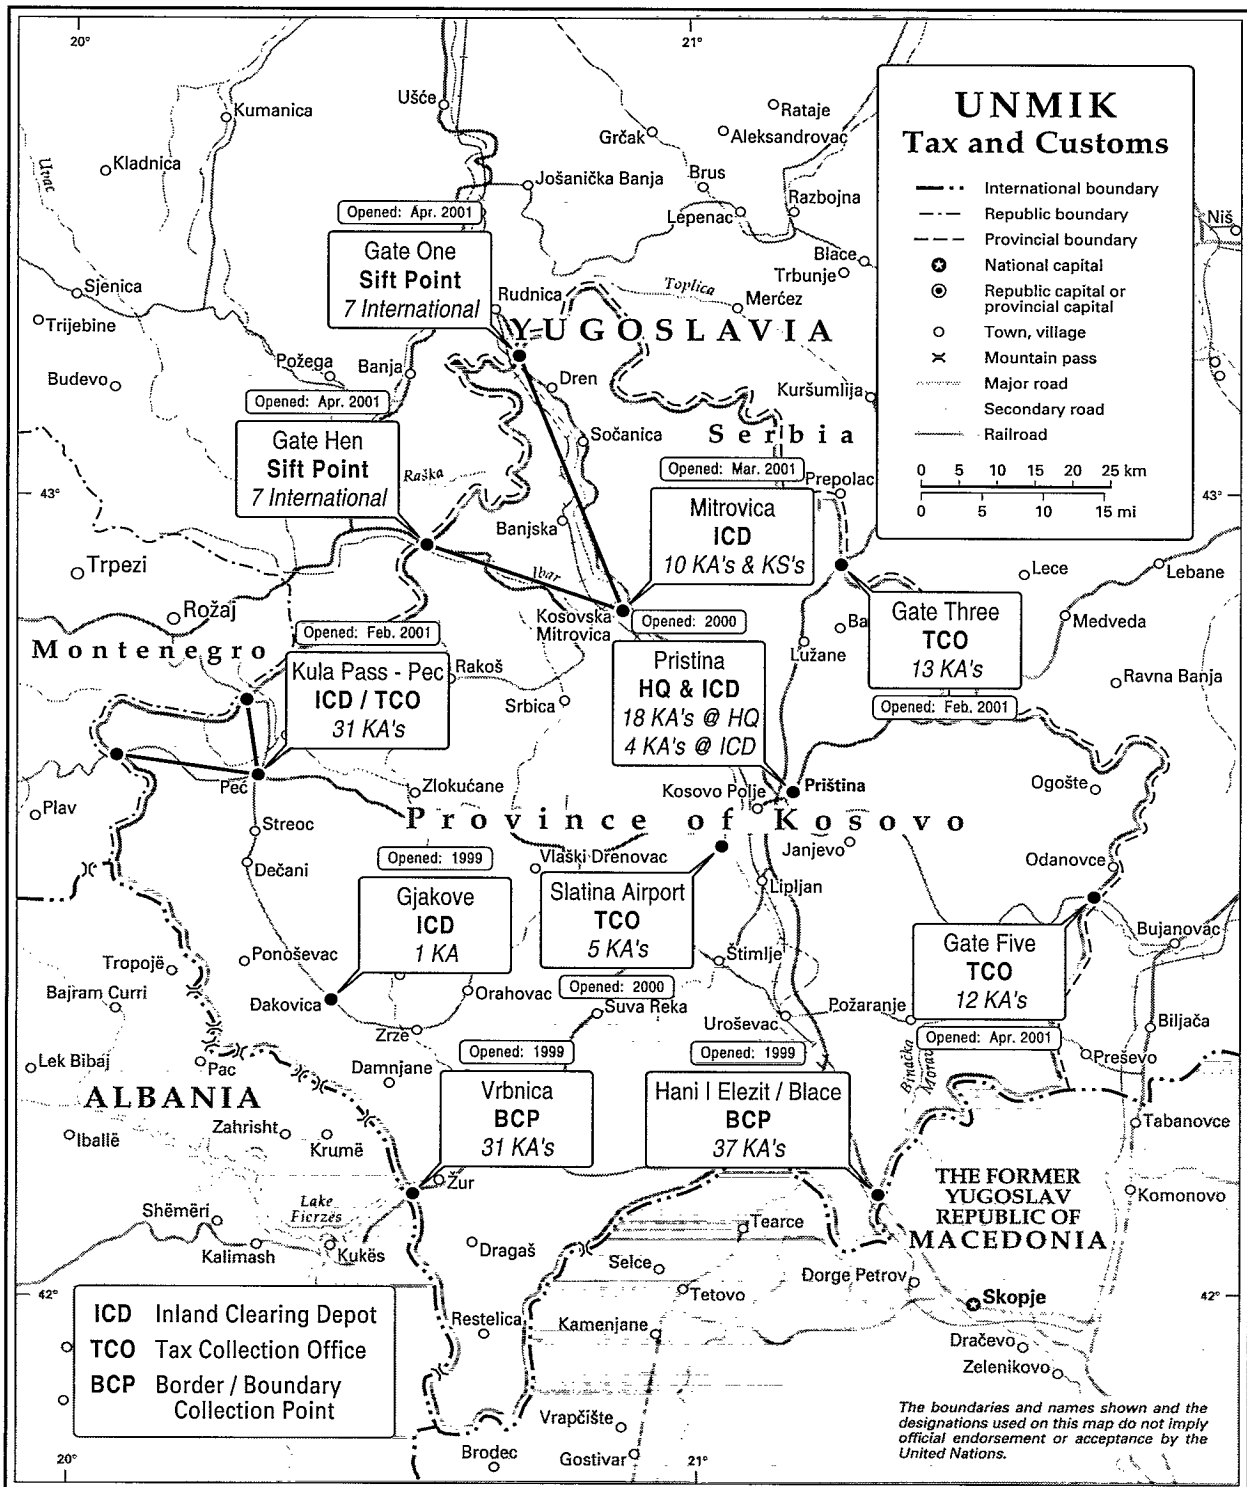 20°
21°
UNMIK
Tax and Customs
International boundary
Republic boundary
Provincial boundary
National capital
Republic capital or
provincial capital
Town, village
Mountain pass
Major road
Secondary road
Railroad
0 5 10 15 20 25 km
0 5 10 15 mi
Ušće
Kumanica
Rataje
Grčak
Aleksandrovac
Kladnica
Uvac
Jošanička Banja
Brus
Razbojna
Lepenac
Niš
Opened: Apr. 2001
Gate One
Sift Point
7 International
Blace
Trbunje
Sjenica
Rudnica
Toplica
Merćez
Trijebine
YUGOSLAVIA
Požega
Banja
Budevo
Dren
Kuršumlija
Opened: Apr. 2001
Gate Hen
Sift Point
7 International
Sočanica
Serbia
Raška
Opened: Mar. 2001
Prepolac
43°
43°
Mitrovica
ICD
10 KA's & KS's
Banjska
Trpezi
Ibar
Lece
Lebane
Rožaj
Kosovska
Mitrovica
Opened: 2000
Ba
Gate Three
TCO
13 KA's
Medveda
Opened: Feb. 2001
Montenegro
Lužane
Kula Pass - Pec
ICD / TCO
31 KA's
Rakoš
Pristina
HQ & ICD
18 KA's @ HQ
4 KA's @ ICD
Ravna Banja
Srbica
Opened: Feb. 2001
Peć
Zlokućane
Kosovo Polje
Priština
Ogošte
Plav
Province of Kosovo
Streoc
Janjevo
Opened: 1999
Vlaški Drenovac
Odanovce
Dečani
Gjakove
ICD
1 KA
Slatina Airport
TCO
5 KA's
Lipljan
Gate Five
TCO
12 KA's
Bujanovac
Ponoševac
Tropojë
Štimlje
Bajram Curri
Opened: 2000
Orahovac
Đakovica
Suva Reka
Požaranje
Uroševac
Biljača
Zrze
Opened: 1999
Opened: 1999
Opened: Apr. 2001
Lek Bibaj
Pac
Damnjane
Binačka
Morava
Preševo
Vrbnica
BCP
31 KA's
Hani I Elezit / Blace
BCP
37 KA's
ALBANIA
Zahrisht
Tabanovce
Iballë
Krumë
Žur
THE FORMER
YUGOSLAV
REPUBLIC OF
MACEDONIA
Komonovo
Lake
Fierzës
Shëmëri
Tearce
Kalimash
Kukës
Dragaš
Selce
Đorge Petrov
42°
42°
ICD Inland Clearing Depot
TCO Tax Collection Office
BCP Border / Boundary
Collection Point
Tetovo
Skopje
Restelica
Kamenjane
Dračevo
Zelenikovo
Vrapčište
The boundaries and names shown and the
designations used on this map do not imply
official endorsement or acceptance by the
United Nations.
Brodec
Gostivar
20°
21°